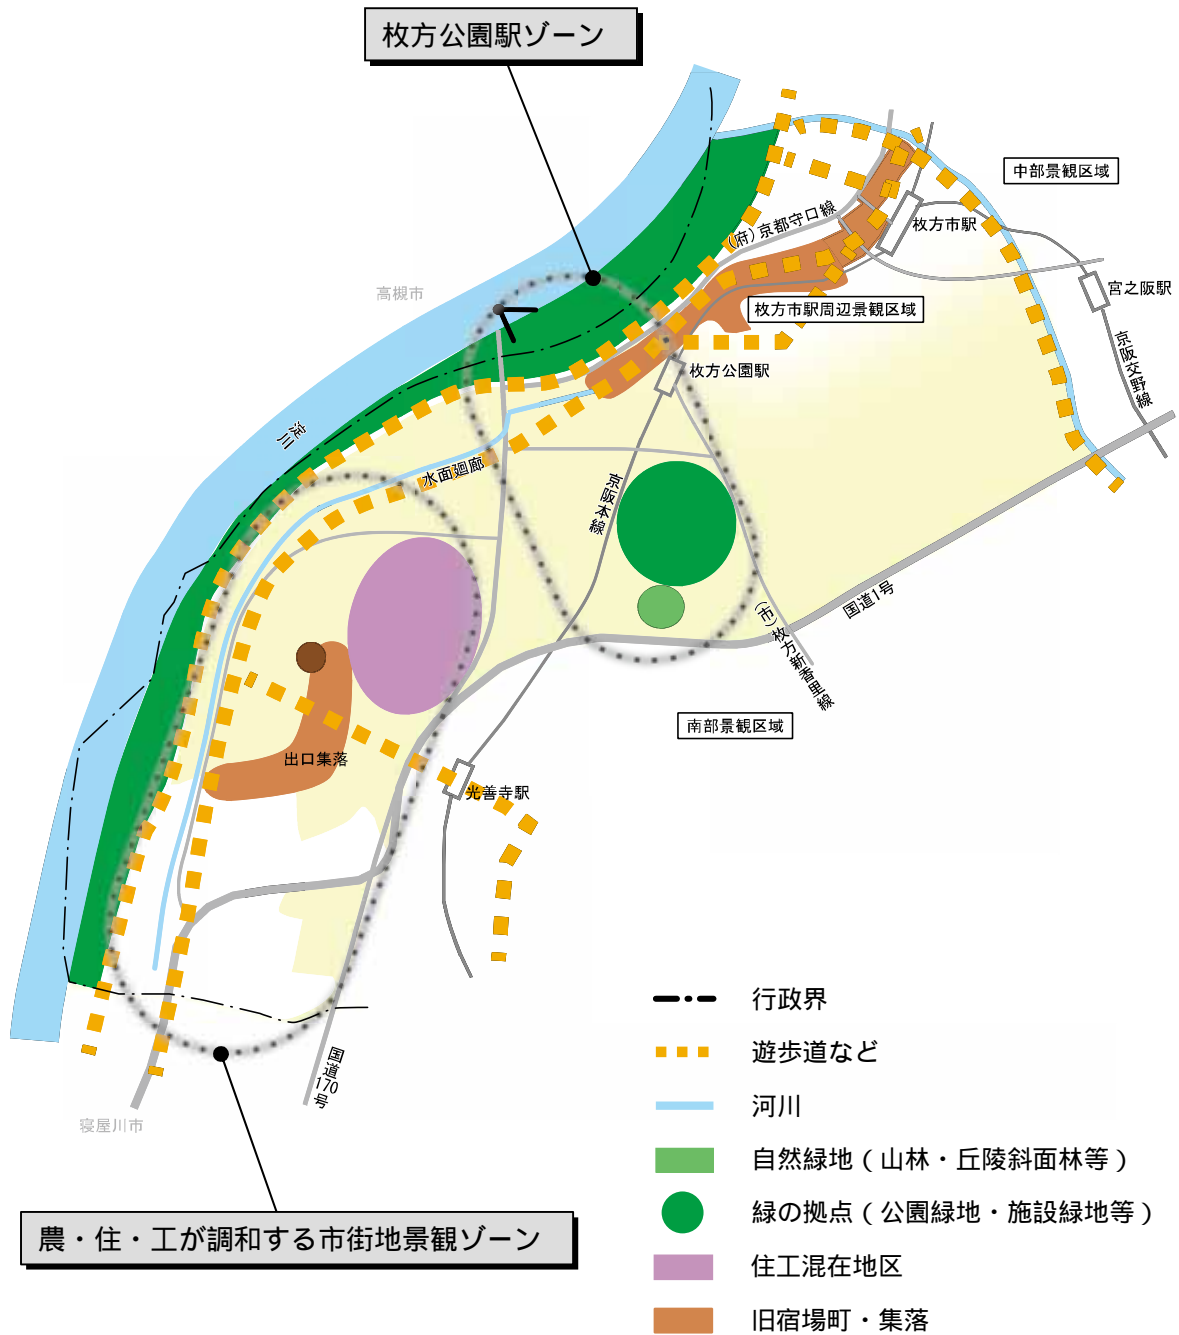 枚方公園駅ゾーン
中部景観区域
(府)京都守口線
枚方市駅
高槻市
宮之阪駅
枚方市駅周辺景観区域
京阪交野線
枚方公園駅
淀川
水面廻廊
京阪本線
国道1号
(市)枚方新香里線
南部景観区域
出口集落
光善寺駅
行政界
遊歩道など
国道170号
河川
寝屋川市
自然緑地(山林・丘陵斜面林等)
緑の拠点(公園緑地・施設緑地等)
農・住・工が調和する市街地景観ゾーン
住工混在地区
旧宿場町・集落